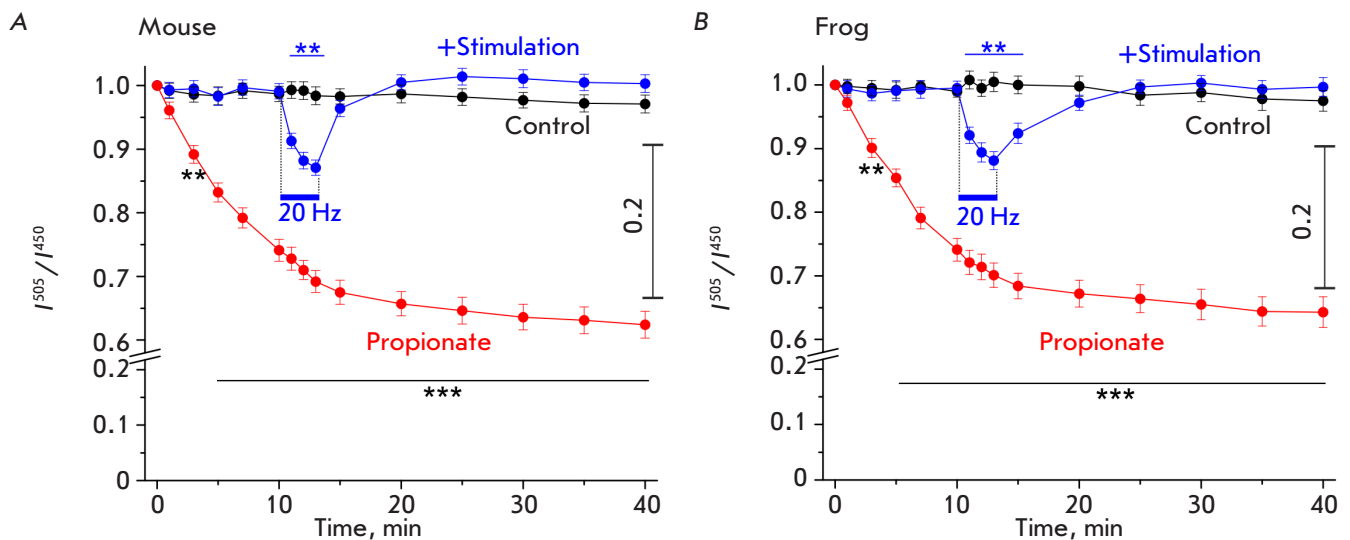 A
Mouse
**
+Stimulation
1.0
Control
0.9
**
20 Hz
0.8
0.2
I505/I450
0.7
0.6
Propionate
0.2
***
0.1
0
0 10 20 30 40
Time, min
B
Frog
**
+Stimulation
1.0
Control
0.9
**
20 Hz
0.8
0.2
I505/I450
0.7
0.6
Propionate
0.2
***
0.1
0
0 10 20 30 40
Time, min